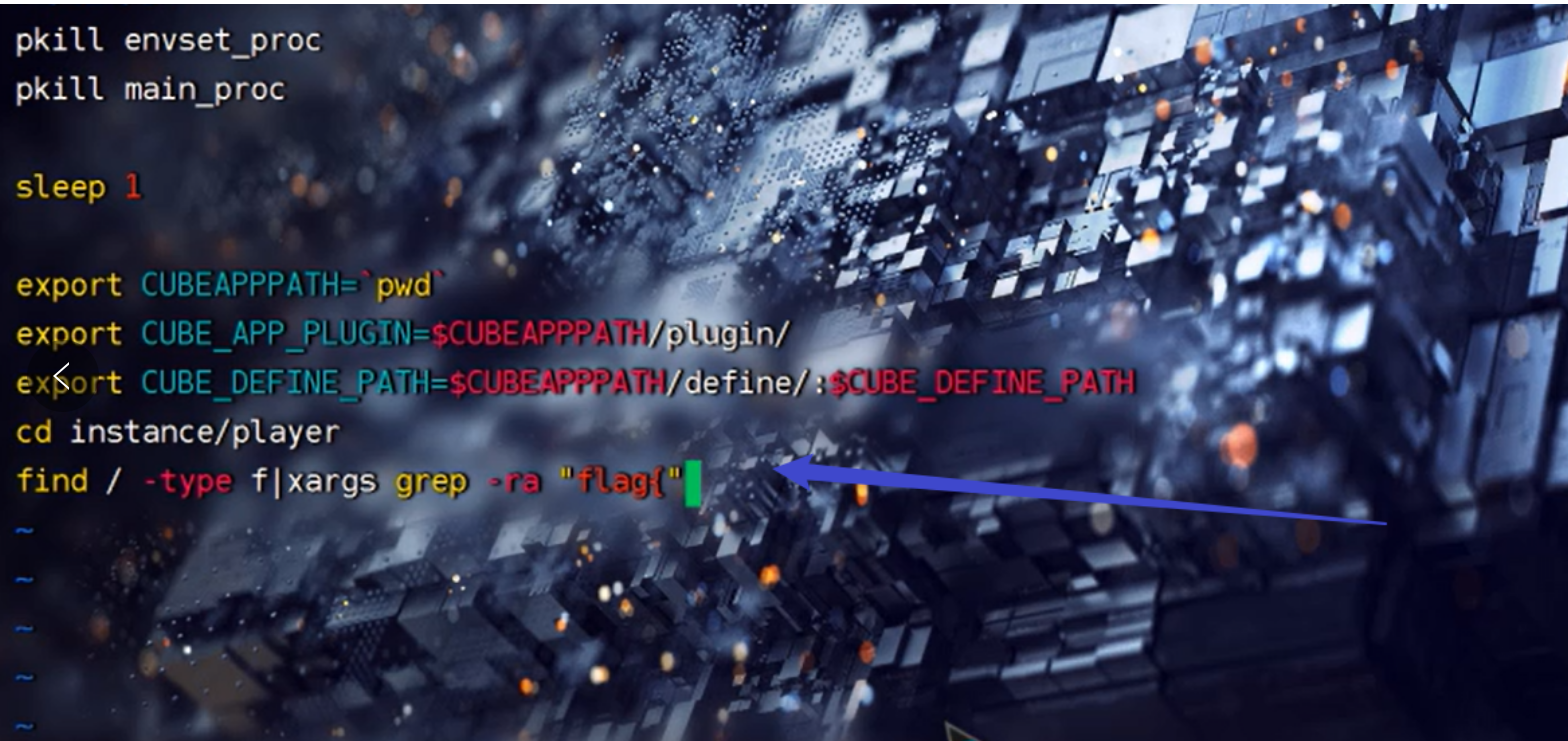 pkill envset_proc
pkill main_proc
sleep 1
export CUBEAPPPATH=`pwd`
export CUBE_APP_PLUGIN=$CUBEAPPPATH/plugin/
export CUBE_DEFINE_PATH=$CUBEAPPPATH/define/:$CUBE_DEFINE_PATH
cd instance/player
find / -type f|xargs grep -ra "flag{"
~
~
~
~
~